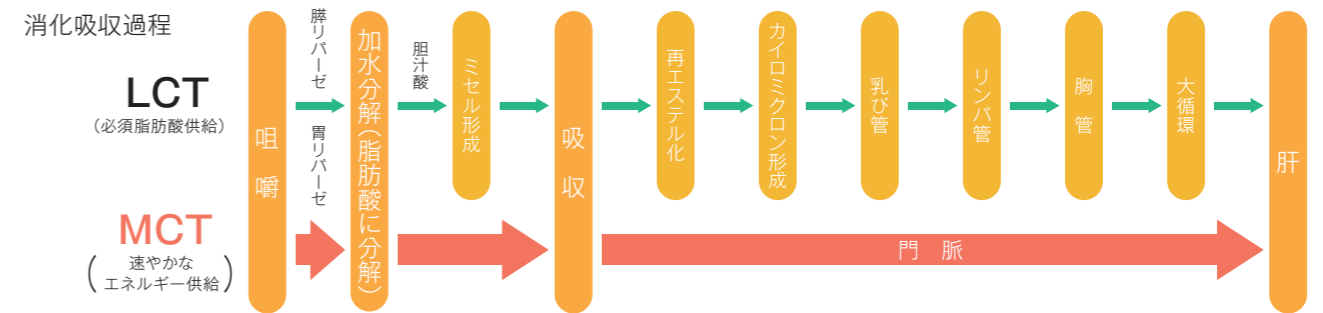 消化吸収過程
LCT
（必須脂肪酸供給）
MCT
（速やかな
エネルギー供給）
咀嚼
膵リパーゼ
胃リパーゼ
加水分解（脂肪酸に分解）
胆汁酸
ミセル形成
吸収
再エステル化
カイロミクロン形成
乳び管
リンパ管
胸管
大循環
門脈
肝